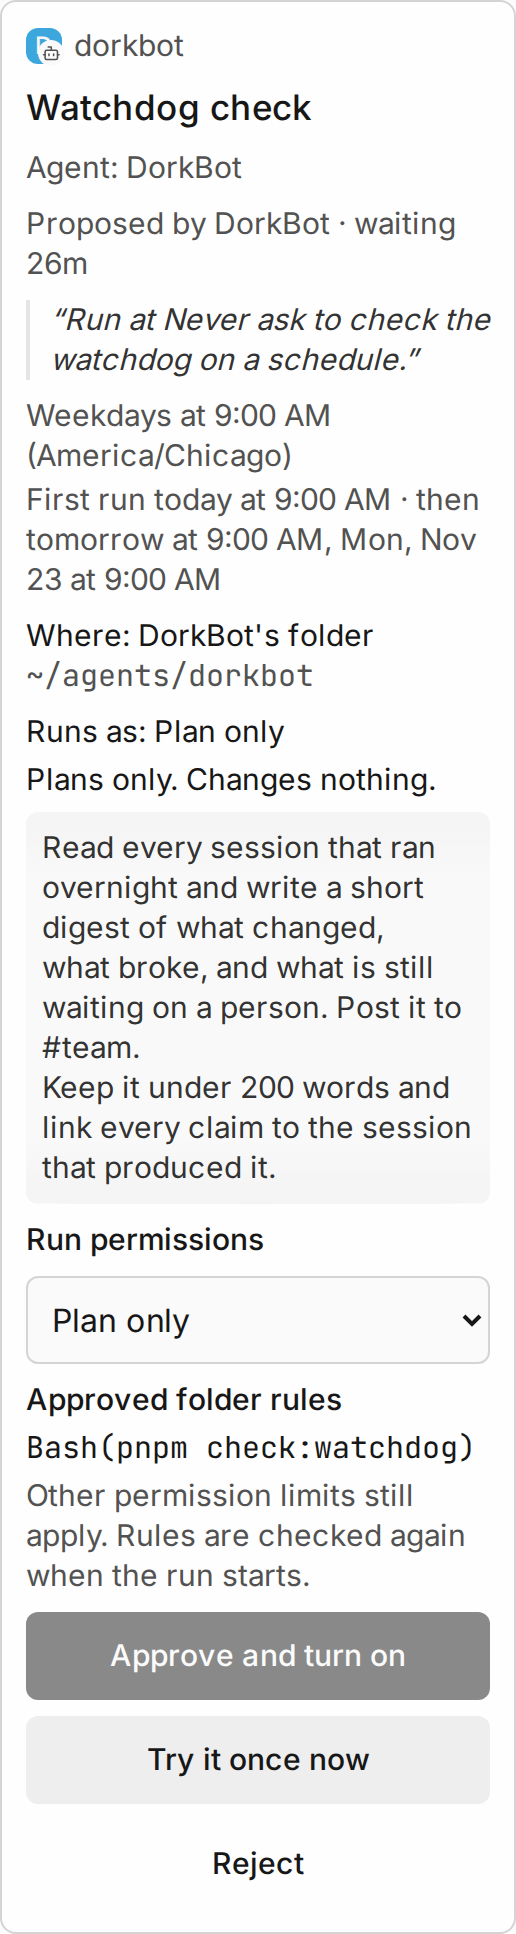 dorkbot
Watchdog check
Agent: DorkBot
Proposed by DorkBot · waiting
26m
“Run at Never ask to check the
watchdog on a schedule.”
Weekdays at 9:00 AM
(America/Chicago)
First run today at 9:00 AM · then
tomorrow at 9:00 AM, Mon, Nov
23 at 9:00 AM
Where: DorkBot's folder
~/agents/dorkbot
Runs as: Plan only
Plans only. Changes nothing.
Read every session that ran
overnight and write a short
digest of what changed,
what broke, and what is still
waiting on a person. Post it to
#team.
Keep it under 200 words and
link every claim to the session
that produced it.
Run permissions
Plan only
Approved folder rules
Bash(pnpm check:watchdog)
Other permission limits still
apply. Rules are checked again
when the run starts.
Approve and turn on
Try it once now
Reject